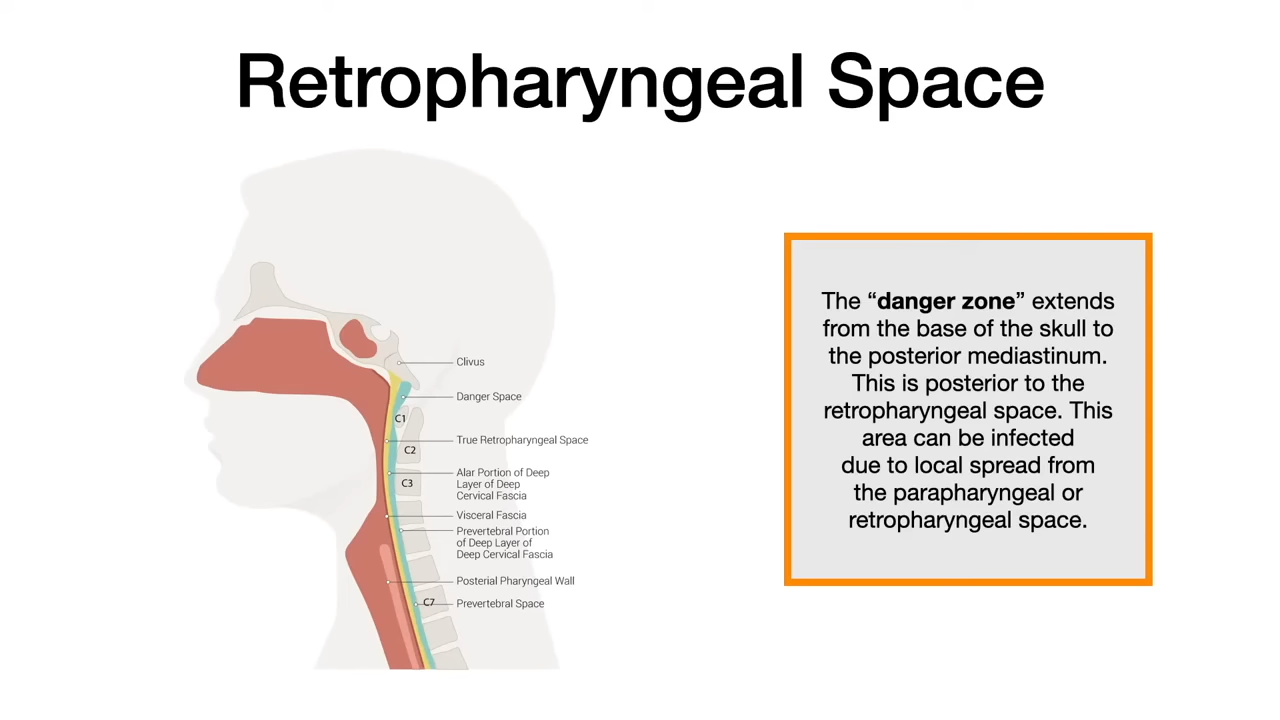 Retropharyngeal Space
Clivus
Danger Space
C1
True Retropharyngeal Space
C2
Alar Portion of Deep
Layer of Deep
Cervical Fascia
C3
Visceral Fascia
Prevertebral Portion
of Deep Layer of
Deep Cervical Fascia
Posterial Pharyngeal Wall
C7
Prevertebral Space
The “danger zone” extends
from the base of the skull to
the posterior mediastinum.
This is posterior to the
retropharyngeal space. This
area can be infected
due to local spread from
the parapharyngeal or
retropharyngeal space.